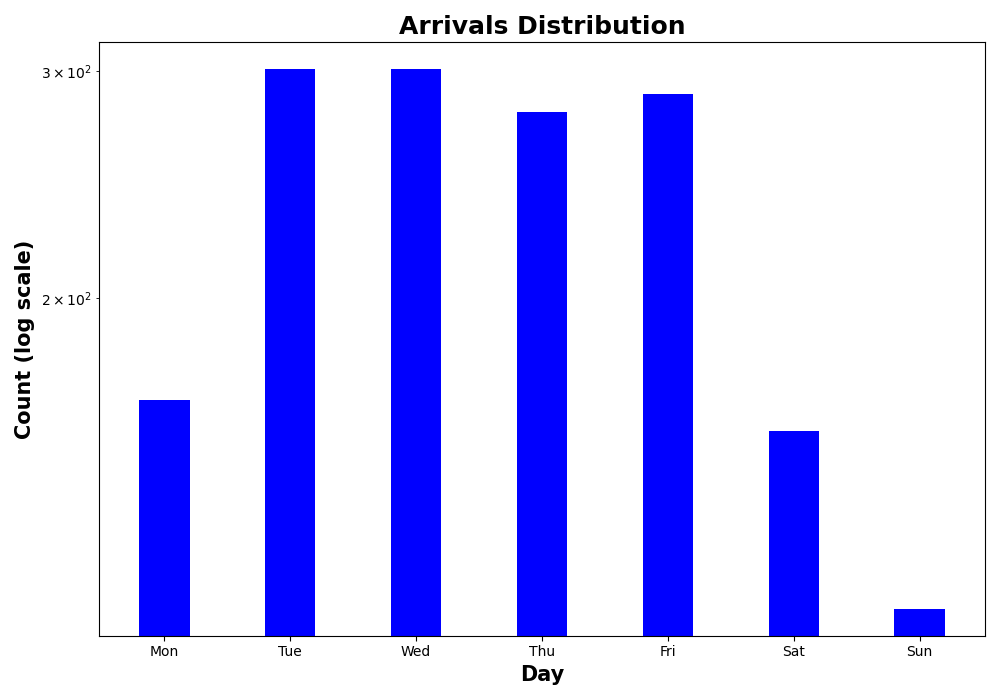 Arrivals Distribution
3 × 10²
2 × 10²
Count (log scale)
Mon Tue Wed Thu Fri Sat Sun
Day